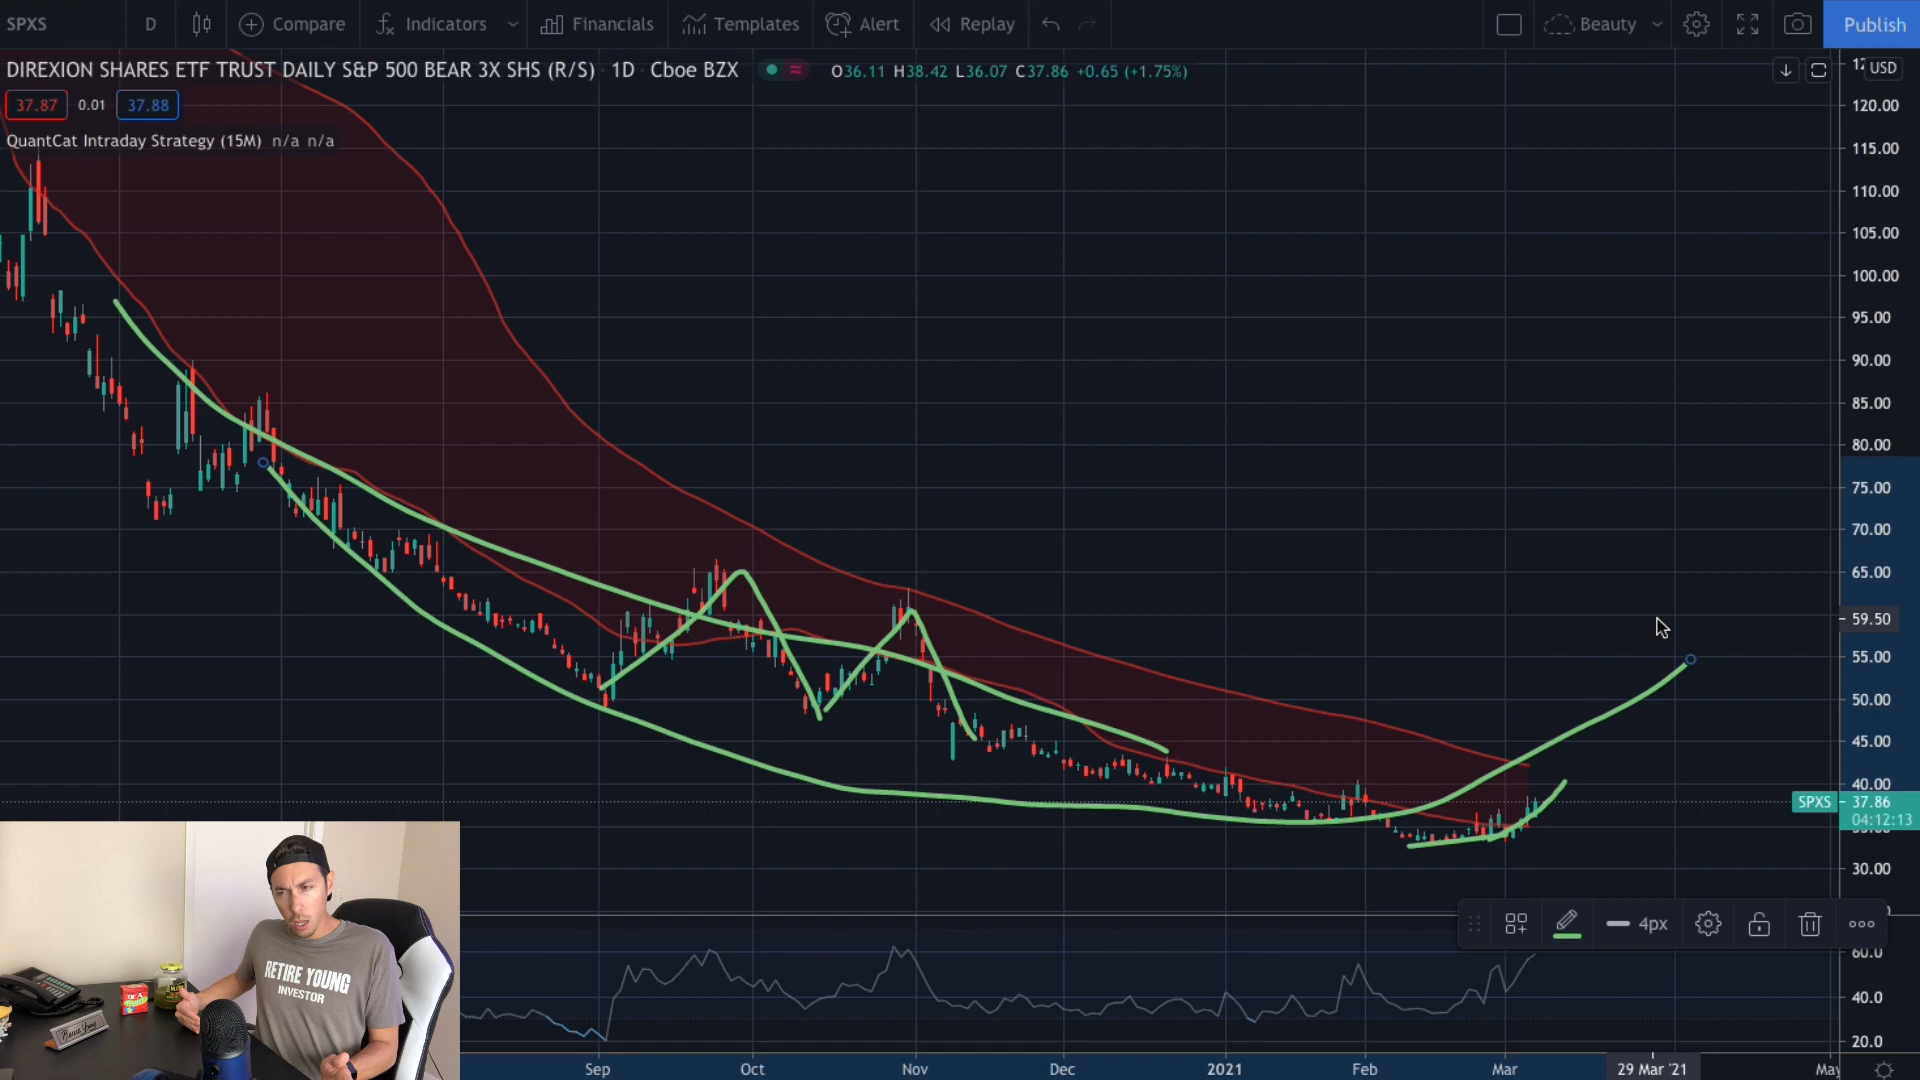 SPXS D Compare Indicators Financials Templates Alert Replay Beauty Publish
DIREXION SHARES ETF TRUST DAILY S&P 500 BEAR 3X SHS (R/S) · 1D · Cboe BZX O36.11 H38.42 L36.07 C37.86 +0.65 (+1.75%)
USD
37.87 0.01 37.88
QuantCat Intraday Strategy (15M) n/a n/a
120.00
115.00
110.00
105.00
100.00
95.00
90.00
85.00
80.00
75.00
70.00
65.00
59.50
55.00
50.00
45.00
40.00
SPXS 37.86
04:12:13
30.00
4px
60.0
40.0
20.0
RETIRE YOUNG
INVESTOR
Sep Oct Nov Dec 2021 Feb Mar 29 Mar '21 May